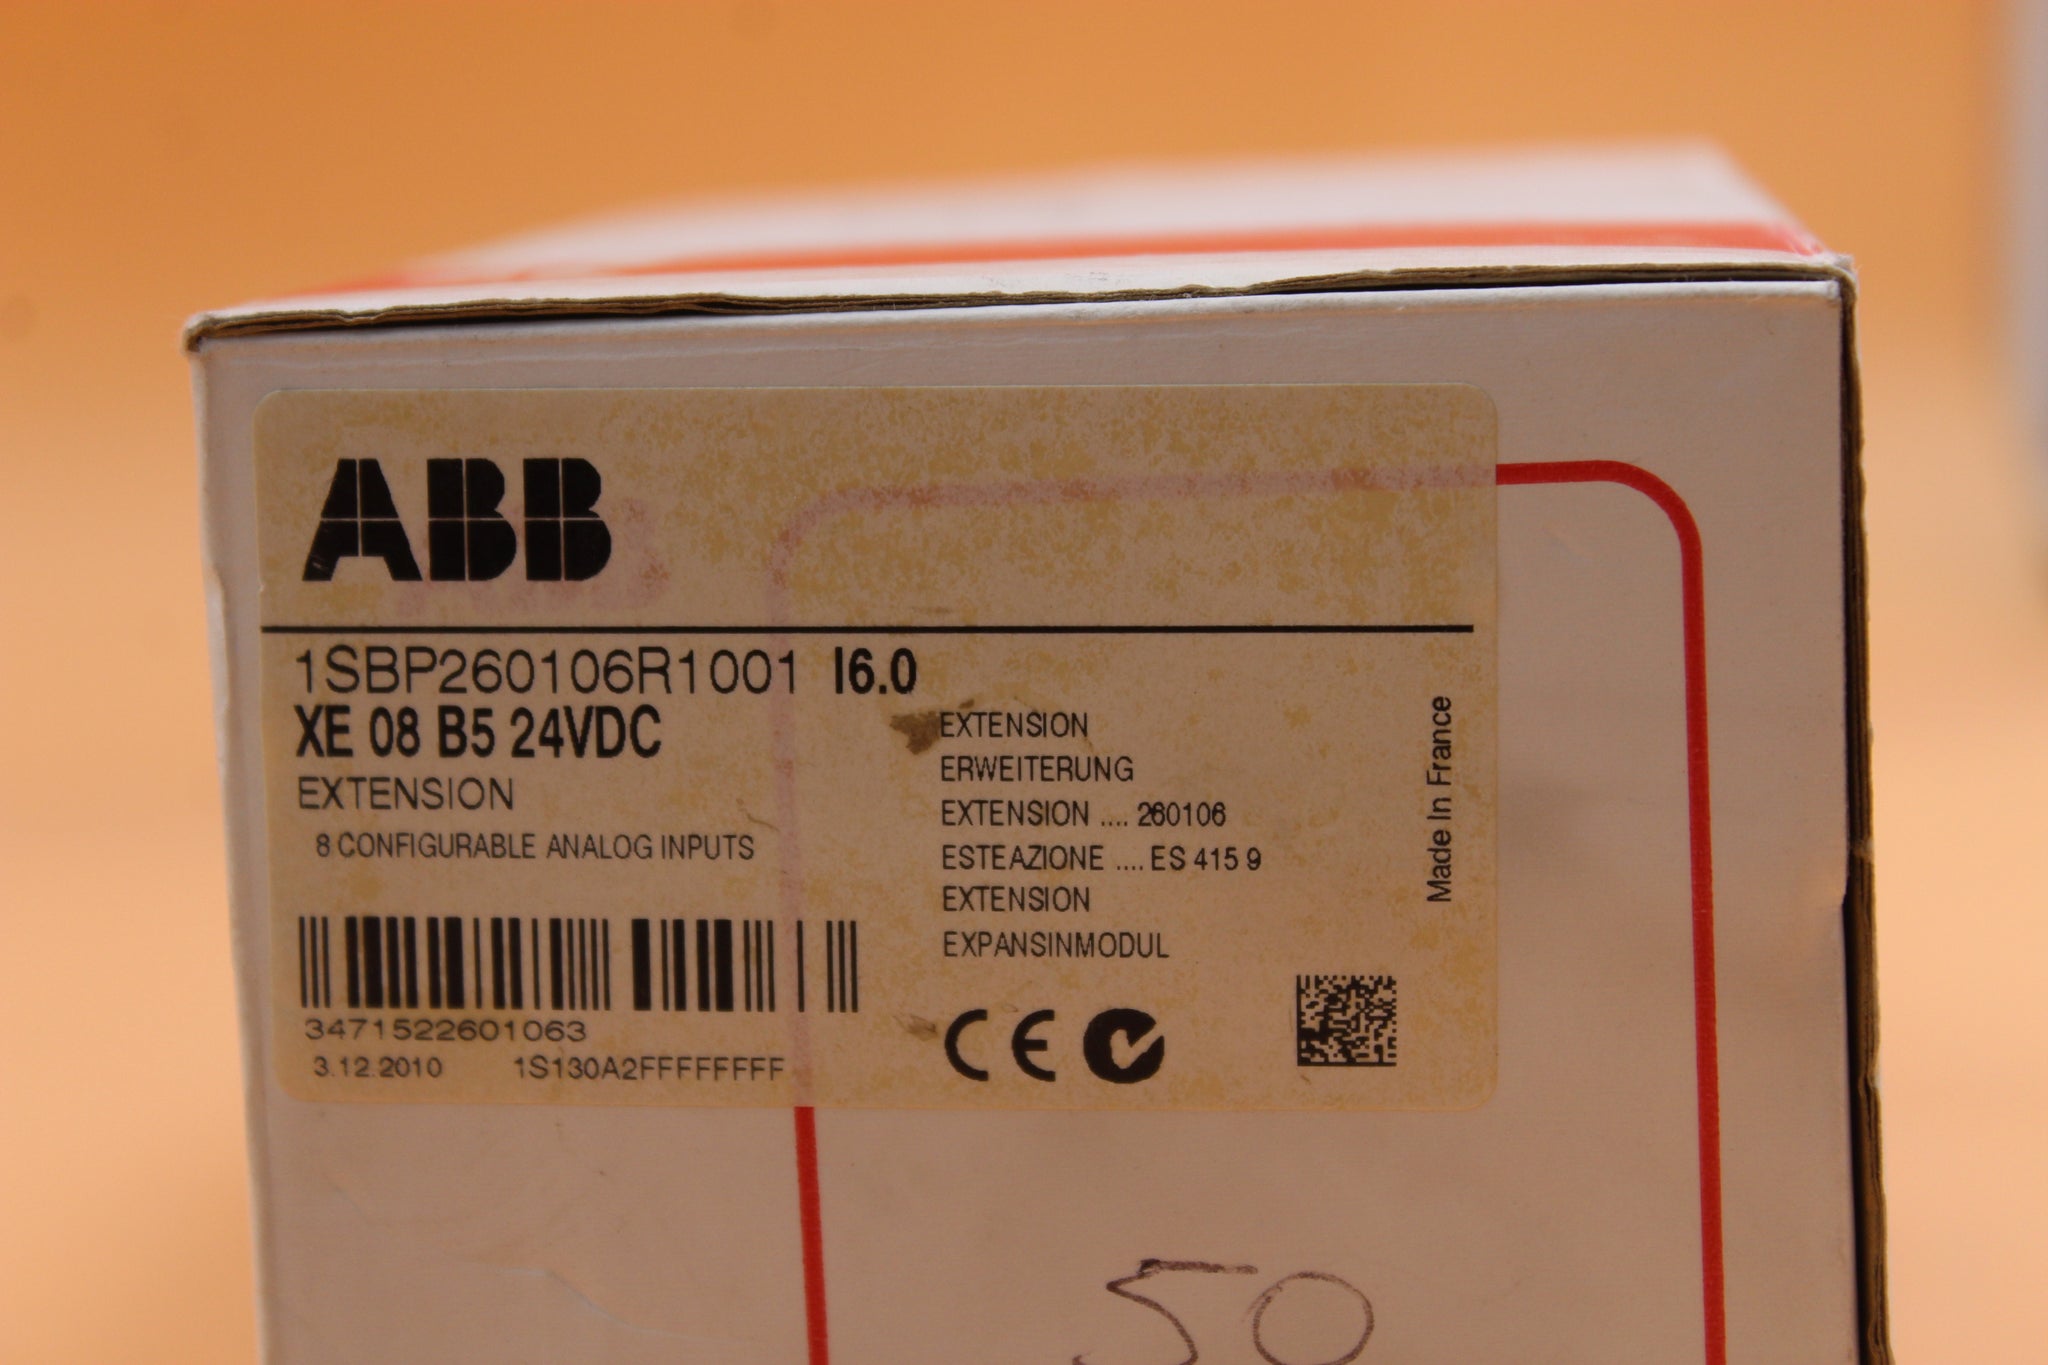 ABB
1SBP260106R1001 I6.0
XE 08 B5 24VDC
EXTENSION
8 CONFIGURABLE ANALOG INPUTS
3471522601063
3.12.2010 1S130A2FFFFFFFF
EXTENSION
ERWEITERUNG
EXTENSION .... 260106
ESTEAZIONE .... ES 415 9
EXTENSION
EXPANSINMODUL
CE
Made In France
50